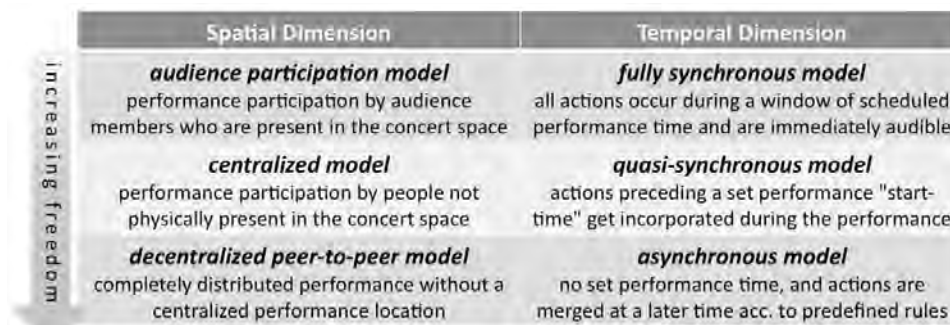 Spatial Dimension
Temporal Dimension
increasing freedom
audience participation model
performance participation by audience
members who are present in the concert space
fully synchronous model
all actions occur during a window of scheduled
performance time and are immediately audible
centralized model
performance participation by people not
physically present in the concert space
quasi-synchronous model
actions preceding a set performance "start-
time" get incorporated during the performance
decentralized peer-to-peer model
completely distributed performance without a
centralized performance location
asynchronous model
no set performance time, and actions are
merged at a later time acc. to predefined rules